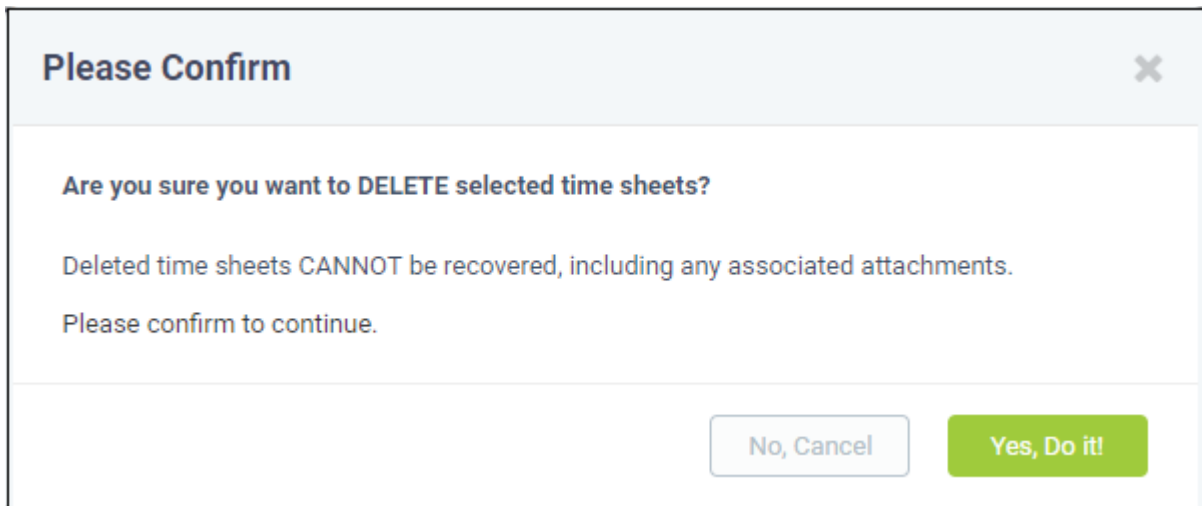 Please Confirm
Are you sure you want to DELETE selected time sheets?
Deleted time sheets CANNOT be recovered, including any associated attachments.
Please confirm to continue.
No, Cancel
Yes, Do it!